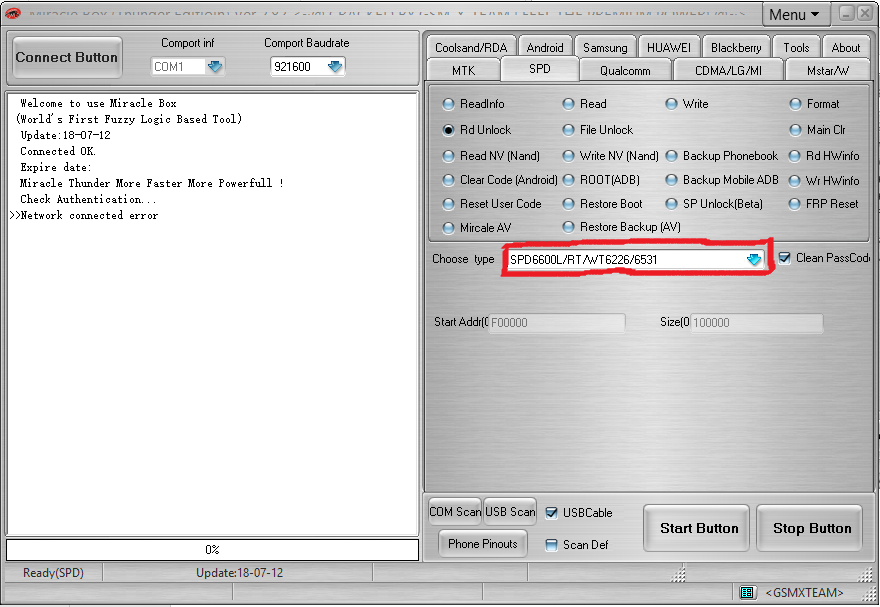 Menu
Connect Button
Comport inf
Comport Baudrate
COM1
921600
Coolsand/RDA Android Samsung HUAWEI Blackberry Tools About
MTK SPD Qualcomm CDMA/LG/MI Mstar/W
Welcome to use Miracle Box
(World's First Fuzzy Logic Based Tool)
Update:18-07-12
Connected OK.
Expire date:
Miracle Thunder More Faster More Powerfull !
Check Authentication...
>>Network connected error
ReadInfo Read Write Format
Rd Unlock File Unlock Main Clr
Read NV (Nand) Write NV (Nand) Backup Phonebook Rd HWinfo
Clear Code (Android) ROOT(ADB) Backup Mobile ADB Wr HWinfo
Reset User Code Restore Boot SP Unlock(Beta) FRP Reset
Mircale AV Restore Backup (AV)
Choose type SPD6600L/RT/WT6226/6531 Clean PassCod
Start Addr(0 F00000 Size(0 100000
COM Scan USB Scan USBCable
Phone Pinouts Scan Def
Start Button Stop Button
0%
Ready(SPD) Update:18-07-12
<GSMXTEAM>